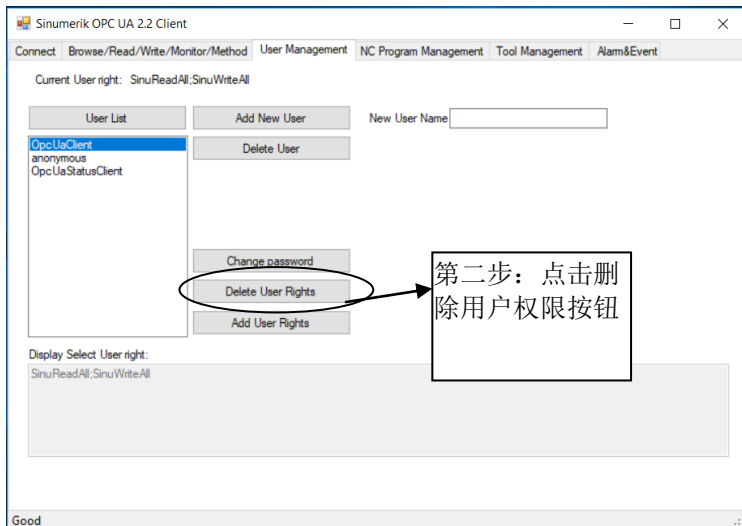 Sinumerik OPC UA 2.2 Client
Connect Browse/Read/Write/Monitor/Method User Management NC Program Management Tool Management Alarm&Event
Current User right: SinuReadAll;SinuWriteAll
User List Add New User New User Name
OpcUaClient Delete User
anonymous
OpcUaStatusClient
Change password
Delete User Rights
Add User Rights
第二步：点击删
除用户权限按钮
Display Select User right:
SinuReadAll;SinuWriteAll
Good